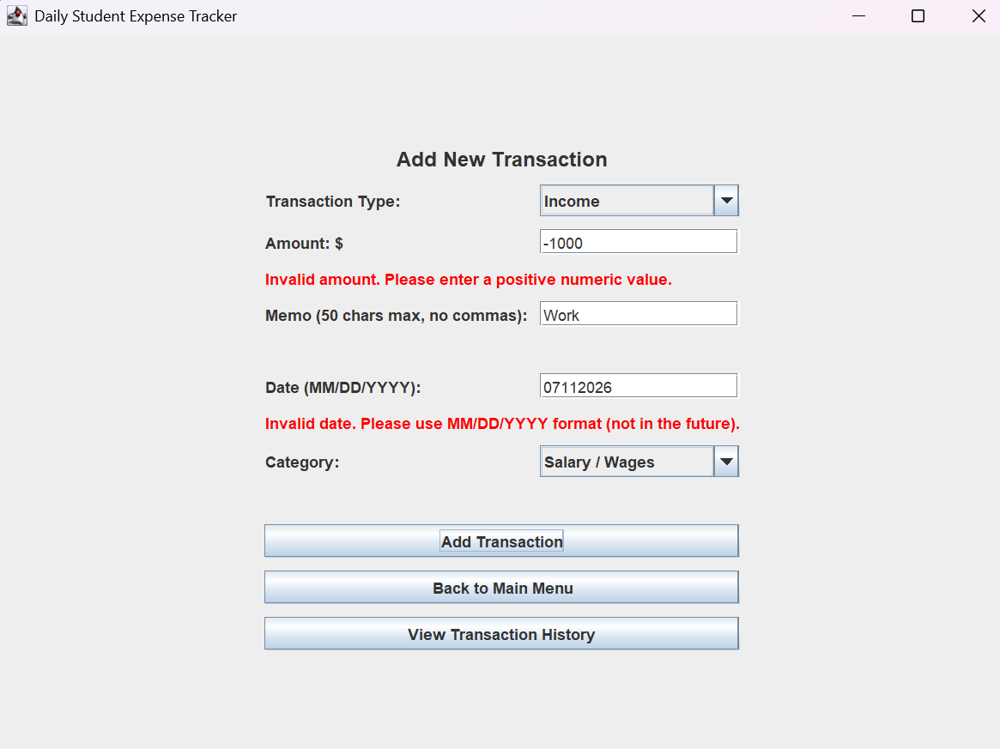 Daily Student Expense Tracker
Add New Transaction
Transaction Type: Income
Amount: $ -1000
Invalid amount. Please enter a positive numeric value.
Memo (50 chars max, no commas): Work
Date (MM/DD/YYYY): 07112026
Invalid date. Please use MM/DD/YYYY format (not in the future).
Category: Salary / Wages
Add Transaction
Back to Main Menu
View Transaction History